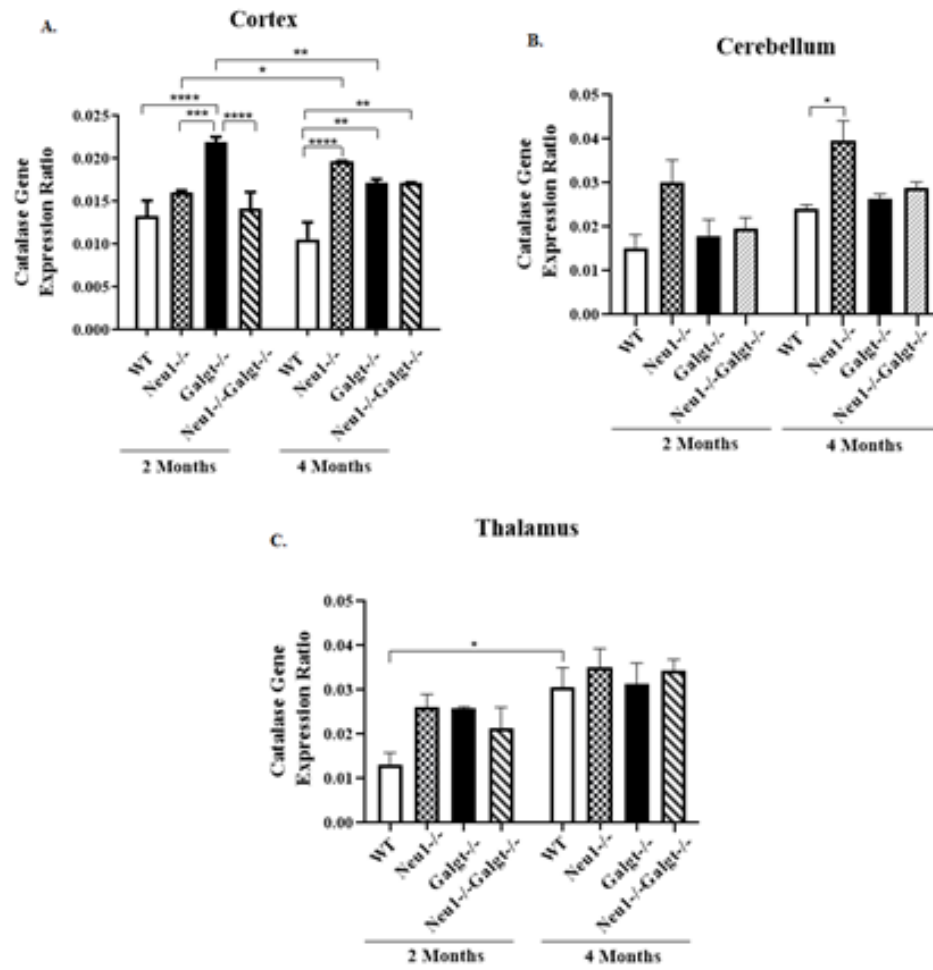 A.
Cortex
**
*
****
***
****
**
**
****
Catalase Gene
Expression Ratio
0.025
0.020
0.015
0.010
0.005
0.000
WT
Neu1-/-
Galgt-/-
Neu1-/-Galgt-/-
WT
Neu1-/-
Galgt-/-
Neu1-/-Galgt-/-
2 Months
4 Months
B.
Cerebellum
*
Catalase Gene
Expression Ratio
0.05
0.04
0.03
0.02
0.01
0.00
WT
Neu1-/-
Galgt-/-
Neu1-/-Galgt-/-
WT
Neu1-/-
Galgt-/-
Neu1-/-Galgt-/-
2 Months
4 Months
C.
Thalamus
*
Catalase Gene
Expression Ratio
0.05
0.04
0.03
0.02
0.01
0.00
WT
Neu1-/-
Galgt-/-
Neu1-/-Galgt-/-
WT
Neu1-/-
Galgt-/-
Neu1-/-Galgt-/-
2 Months
4 Months